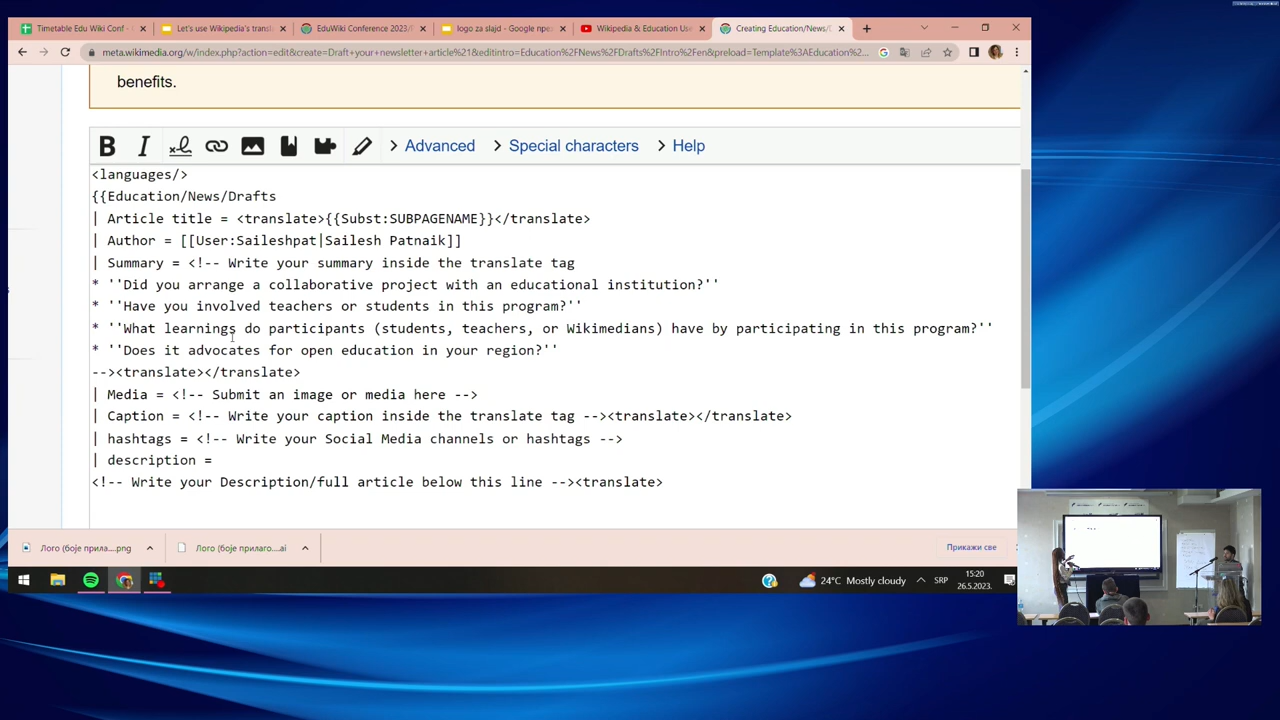 Timetable Edu Wiki Conf -
Let's use Wikipedia's transl
EduWiki Conference 2023/
logo za slajd - Google пре
Wikipedia & Education Use
Creating Education/News/D
meta.wikimedia.org/w/index.php?action=edit&create=Draft+your+newsletter+article%21&editintro=Education%2FNews%2FDrafts%2FIntro%2Fen&preload=Template%3AEducation%2...
benefits.
B I Advanced Special characters Help
<languages/>
{{Education/News/Drafts
| Article title = <translate>{{Subst:SUBPAGENAME}}</translate>
| Author = [[User:Saileshpat|Sailesh Patnaik]]
| Summary = <!-- Write your summary inside the translate tag
* ''Did you arrange a collaborative project with an educational institution?''
* ''Have you involved teachers or students in this program?''
* ''What learnings do participants (students, teachers, or Wikimedians) have by participating in this program?''
* ''Does it advocates for open education in your region?''
--><translate></translate>
| Media = <!-- Submit an image or media here -->
| Caption = <!-- Write your caption inside the translate tag --><translate></translate>
| hashtags = <!-- Write your Social Media channels or hashtags -->
| description =
<!-- Write your Description/full article below this line --><translate>
Лого (боје прила....png
Лого (боје прилаго....ai
Прикажи све
24°C Mostly cloudy
SRP
15:20
26.5.2023.